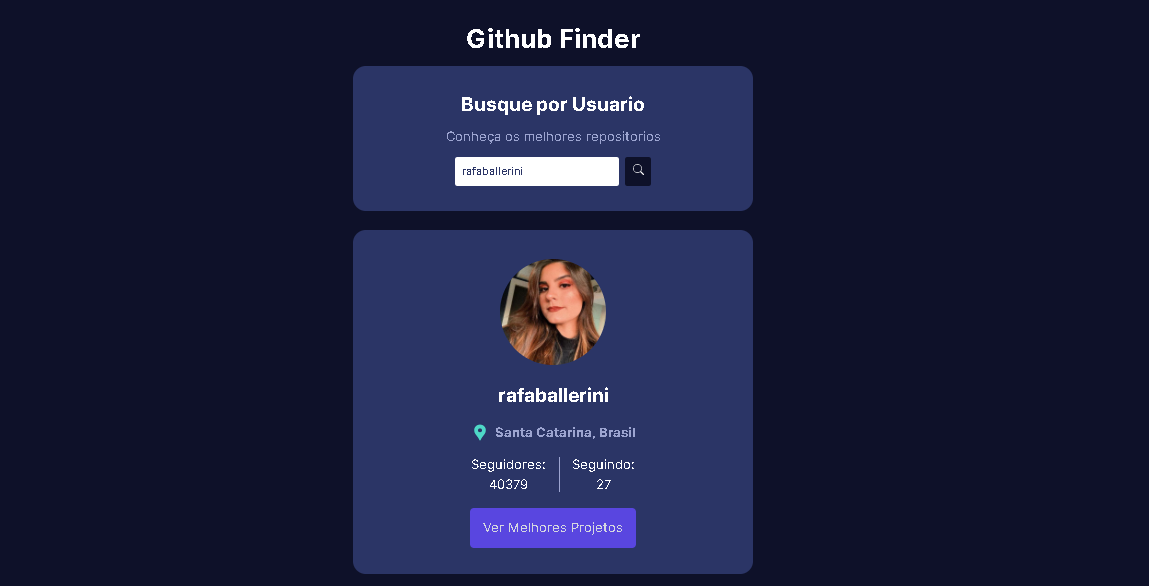 Github Finder
Busque por Usuario
Conheça os melhores repositorios
rafaballerini
rafaballerini
Santa Catarina, Brasil
Seguidores: Seguindo:
40379 27
Ver Melhores Projetos